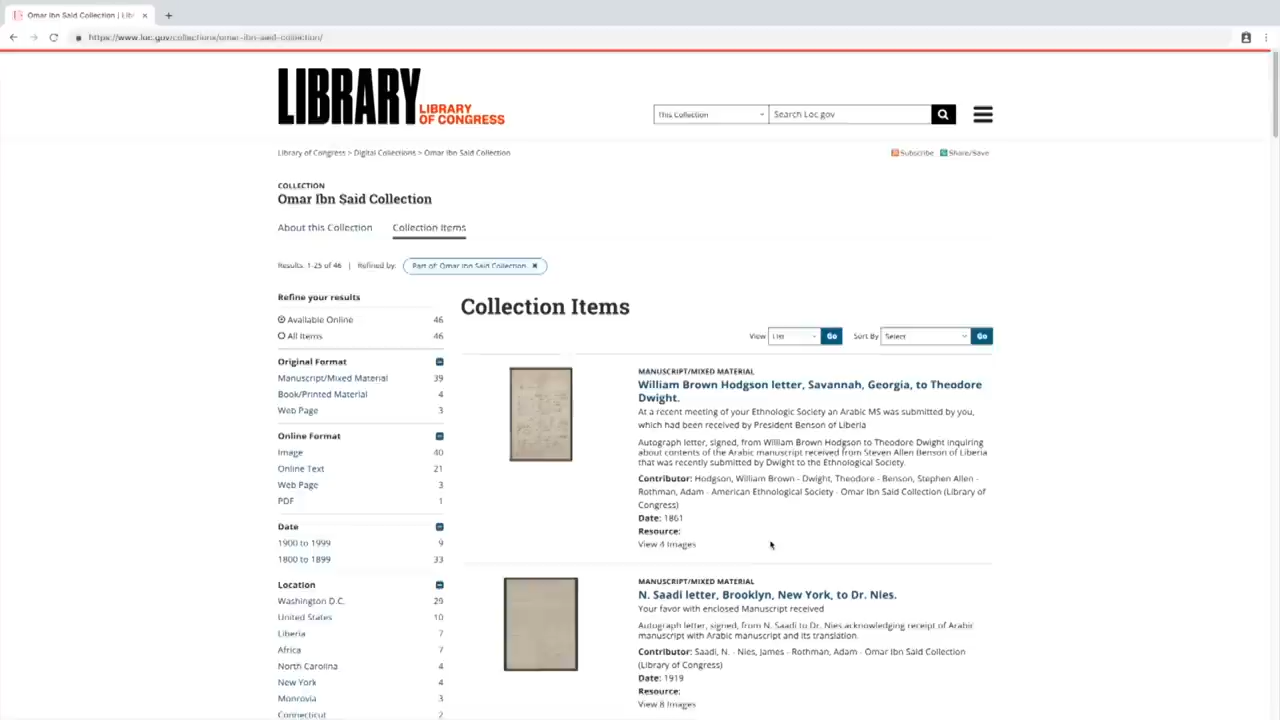 Omar Ibn Said Collection | Libr
https://www.loc.gov/collections/omar-ibn-said-collection/
LIBRARY
LIBRARY
OF CONGRESS
This Collection
Search Loc.gov
Library of Congress > Digital Collections > Omar Ibn Said Collection
Subscribe Share/Save
COLLECTION
Omar Ibn Said Collection
About this Collection Collection Items
Results: 1-25 of 46 | Refined by: Part of: Omar Ibn Said Collection
Refine your results
Available Online 46
All Items 46
Original Format
Manuscript/Mixed Material 39
Book/Printed Material 4
Web Page 3
Online Format
Image 40
Online Text 21
Web Page 3
PDF 1
Date
1900 to 1999 9
1800 to 1899 33
Location
Washington D.C. 29
United States 10
Liberia 7
Africa 7
North Carolina 4
New York 4
Monrovia 3
Connecticut 2
Collection Items
View List Go Sort By Select Go
MANUSCRIPT/MIXED MATERIAL
William Brown Hodgson letter, Savannah, Georgia, to Theodore
Dwight.
At a recent meeting of your Ethnologic Society an Arabic MS was submitted by you,
which had been received by President Benson of Liberia
Autograph letter, signed, from William Brown Hodgson to Theodore Dwight inquiring
about contents of the Arabic manuscript received from Steven Allen Benson of Liberia
that was recently submitted by Dwight to the Ethnological Society.
Contributor: Hodgson, William Brown - Dwight, Theodore - Benson, Stephen Allen -
Rothman, Adam - American Ethnological Society - Omar Ibn Said Collection (Library of
Congress)
Date: 1861
Resource:
View 4 Images
MANUSCRIPT/MIXED MATERIAL
N. Saadi letter, Brooklyn, New York, to Dr. Nies.
Your favor with enclosed Manuscript received
Autograph letter, signed, from N. Saadi to Dr. Nies acknowledging receipt of Arabic
manuscript with Arabic manuscript and its translation.
Contributor: Saadi, N. - Nies, James - Rothman, Adam - Omar Ibn Said Collection
(Library of Congress)
Date: 1919
Resource:
View 8 Images